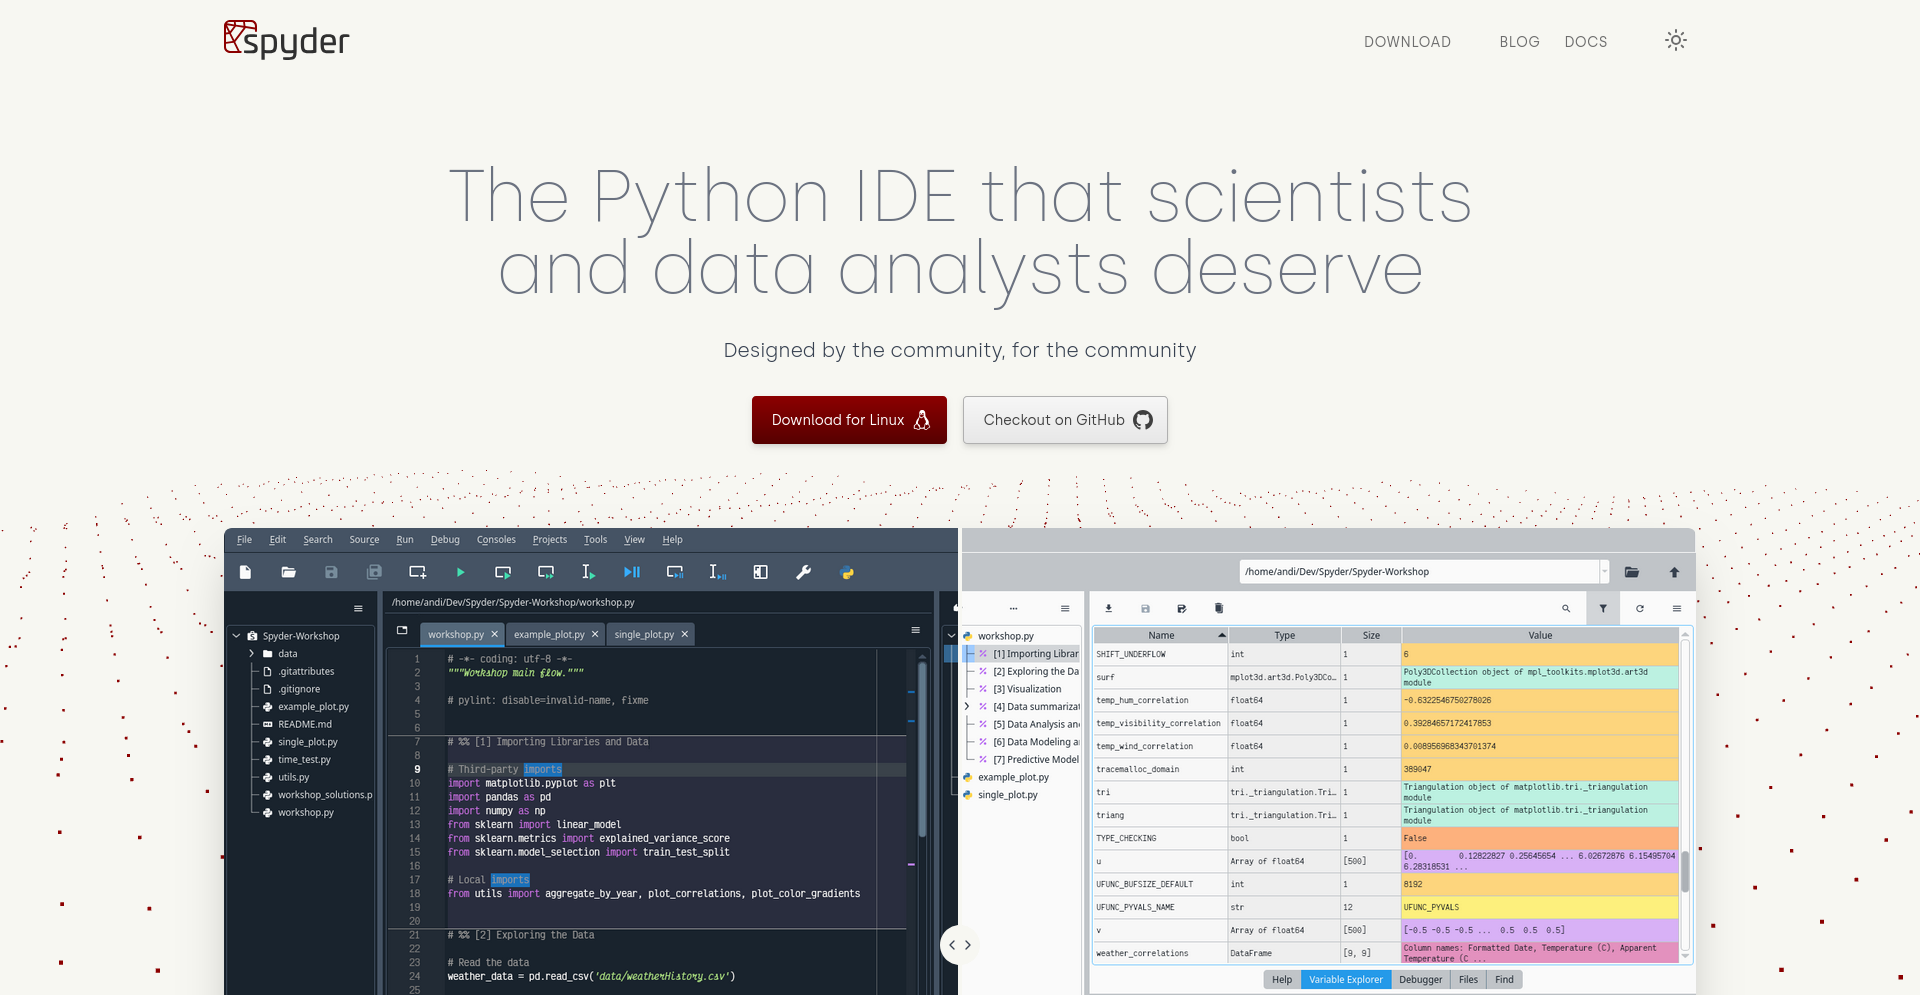 spyder
DOWNLOAD
BLOG
DOCS
The Python IDE that scientists
and data analysts deserve
Designed by the community, for the community
Download for Linux
Checkout on GitHub
File Edit Search Source Run Debug Consoles Projects Tools View Help
/home/andi/Dev/Spyder/Spyder-Workshop/workshop.py
Spyder-Workshop
data
.gitattributes
.gitignore
example_plot.py
README.md
single_plot.py
time_test.py
utils.py
workshop_solutions.p
workshop.py
workshop.py example_plot.py single_plot.py
1 # -*- coding: utf-8 -*-
2 """Workshop main flow."""
3
4 # pylint: disable=invalid-name, fixme
5
6
7 # %% [1] Importing Libraries and Data
8
9 # Third-party imports
10 import matplotlib.pyplot as plt
11 import pandas as pd
12 import numpy as np
13 from sklearn import linear_model
14 from sklearn.metrics import explained_variance_score
15 from sklearn.model_selection import train_test_split
16
17 # Local imports
18 from utils import aggregate_by_year, plot_correlations, plot_color_gradients
19
20
21 # %% [2] Exploring the Data
22
23 # Read the data
24 weather_data = pd.read_csv('data/weatherHistory.csv')
25
/home/andi/Dev/Spyder/Spyder-Workshop
workshop.py
[1] Importing Librar
[2] Exploring the Da
[3] Visualization
[4] Data summarizat
[5] Data Analysis an
[6] Data Modeling a
[7] Predictive Model
example_plot.py
single_plot.py
Name Type Size Value
SHIFT_UNDERFLOW int 1 6
surf mplot3d.art3d.Poly3DCo... 1 Poly3DCollection object of mpl_toolkits.mplot3d.art3d
module
temp_hum_correlation float64 1 -0.6322546750278026
temp_visibility_correlation float64 1 0.39284657172417853
temp_wind_correlation float64 1 0.008956968343701374
tracemalloc_domain int 1 389047
tri tri._triangulation.Tri... 1 Triangulation object of matplotlib.tri._triangulation
module
triang tri._triangulation.Tri... 1 Triangulation object of matplotlib.tri._triangulation
module
TYPE_CHECKING bool 1 False
u Array of float64 [500] [0. 0.12822827 0.25645654 ... 6.02672876 6.15495704
6.28318531 ...
UFUNC_BUFSIZE_DEFAULT int 1 8192
UFUNC_PYVALS_NAME str 12 UFUNC_PYVALS
v Array of float64 [500] [-0.5 -0.5 -0.5 ... 0.5 0.5 0.5]
weather_correlations DataFrame [9, 9] Column names: Formatted Date, Temperature (C), Apparent
Temperature (C ...
Help Variable Explorer Debugger Files Find